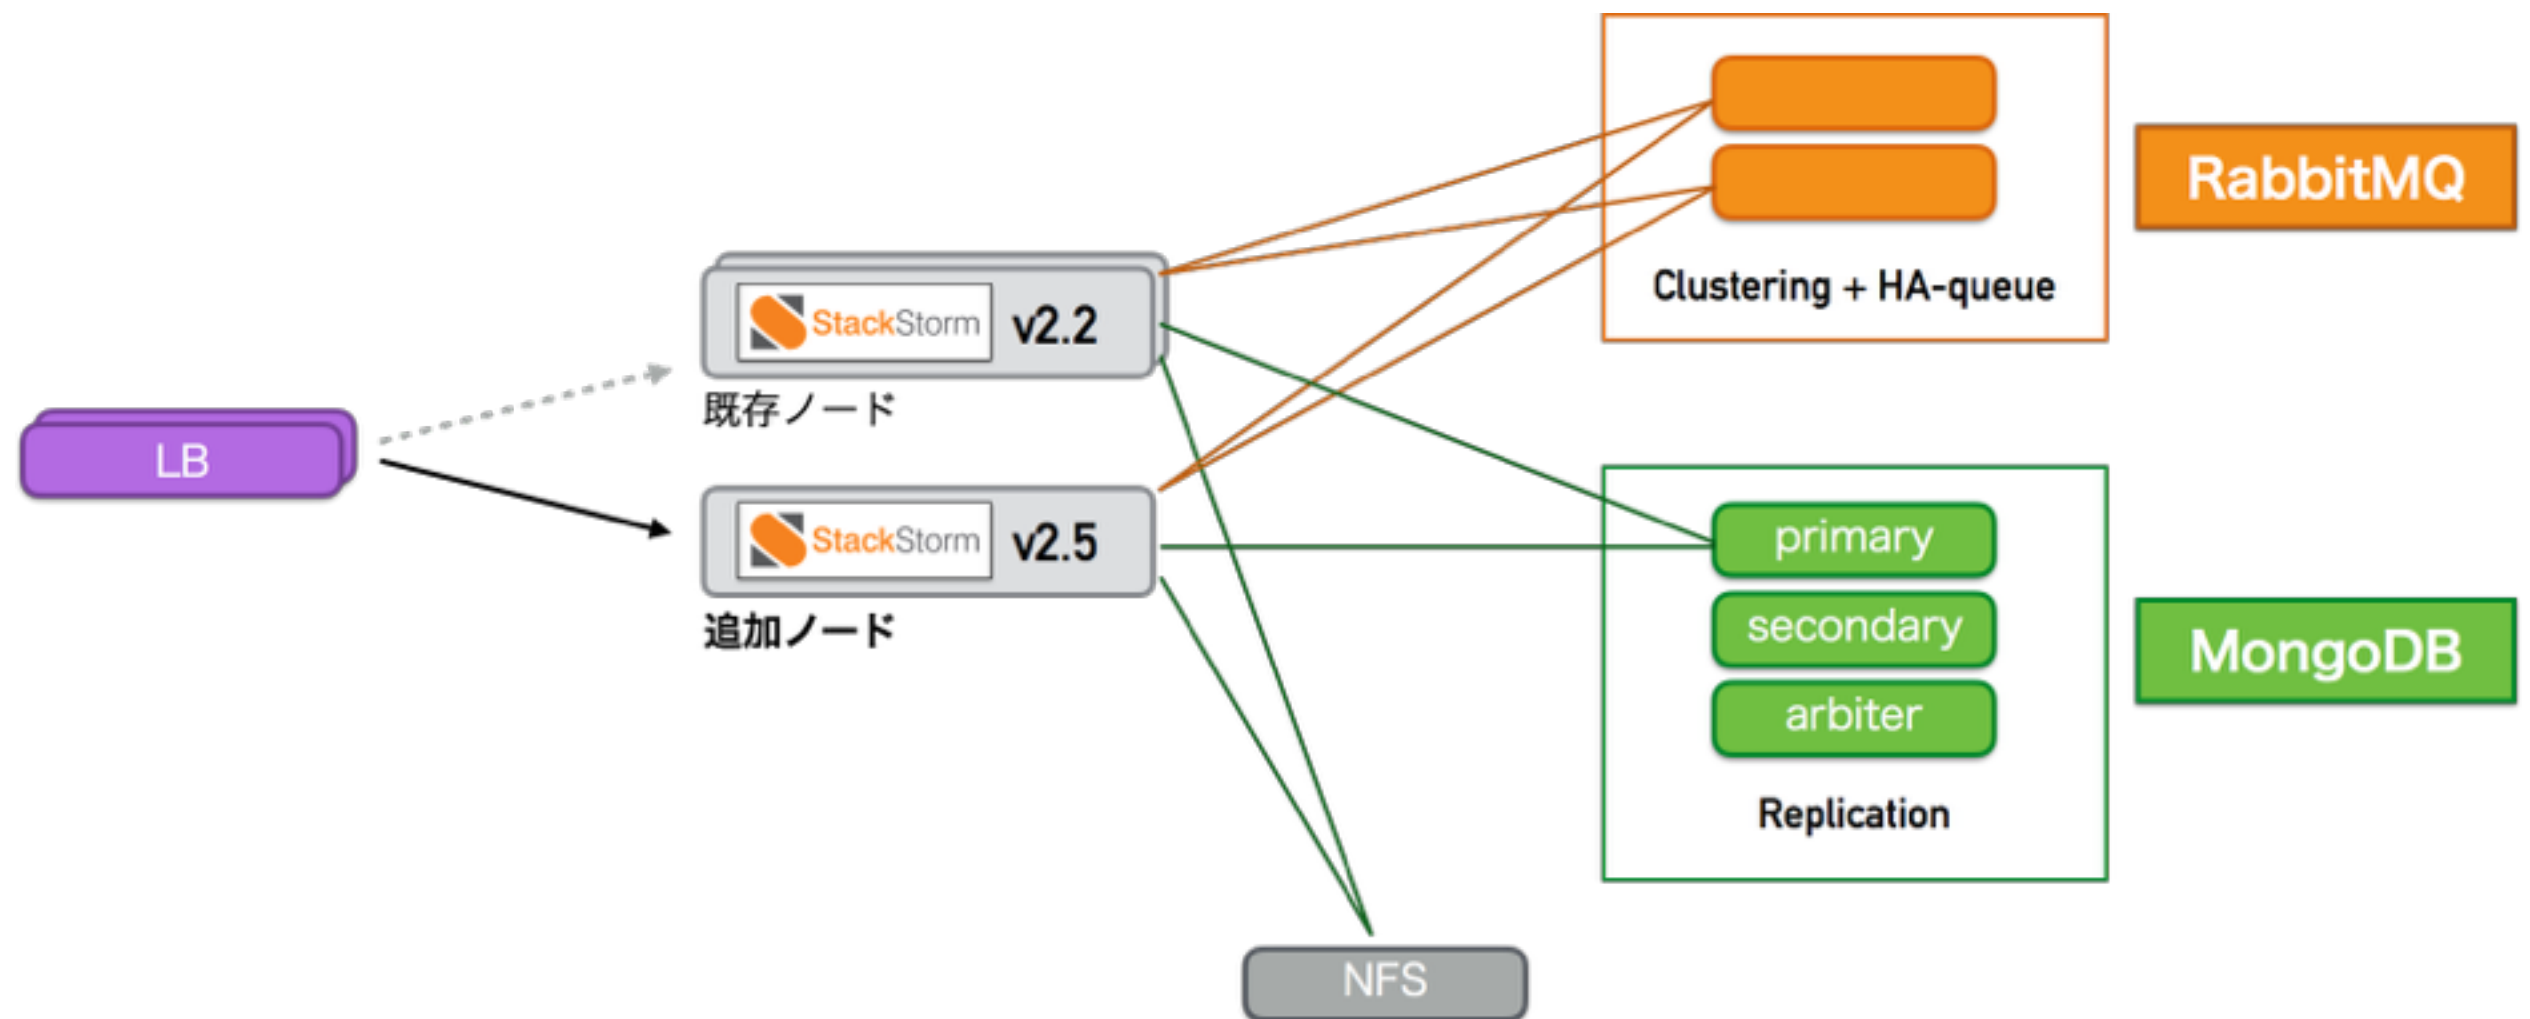 LB
StackStorm v2.2
既存ノード
StackStorm v2.5
追加ノード
Clustering + HA-queue
RabbitMQ
primary
secondary
arbiter
Replication
MongoDB
NFS